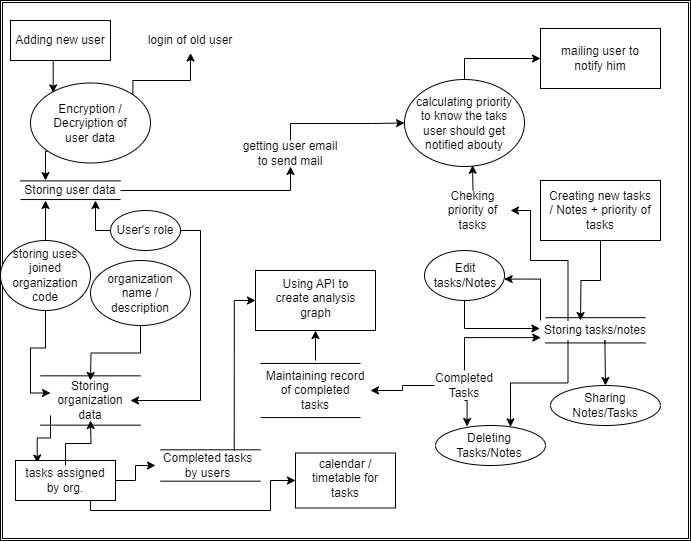 Adding new user
login of old user
mailing user to
notify him
Encryption /
Decryiption of
user data
calculating priority
to know the taks
user should get
notified abouty
getting user email
to send mail
Storing user data
Cheking
priority of
tasks
Creating new tasks
/ Notes + priority of
tasks
User's role
storing uses
joined
organization
code
organization
name /
description
Edit
tasks/Notes
Using API to
create analysis
graph
Storing tasks/notes
Storing
organization
data
Maintaining record
of completed
tasks
Completed
Tasks
Sharing
Notes/Tasks
Deleting
Tasks/Notes
tasks assigned
by org.
Completed tasks
by users
calendar /
timetable for
tasks